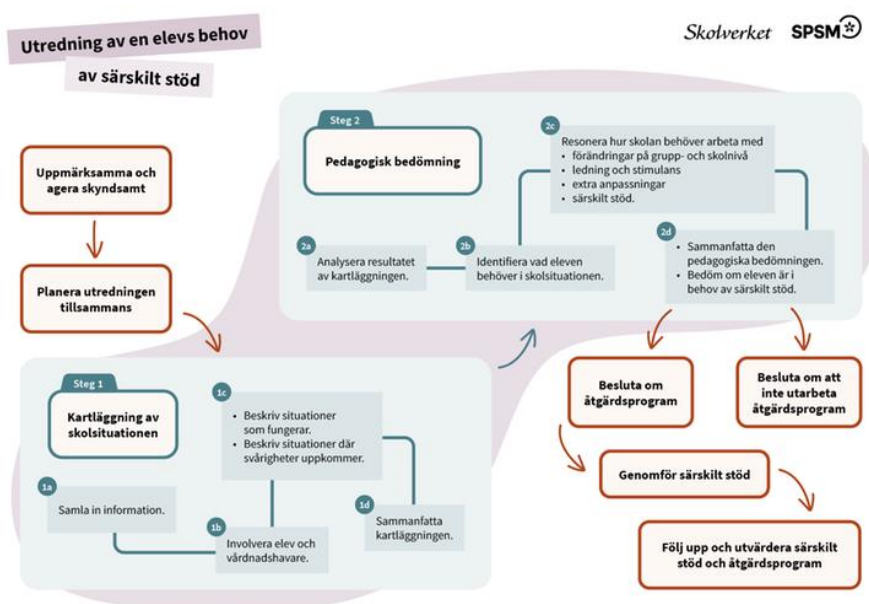 Utredning av en elevs behov
av särskilt stöd
Skolverket
SPSM
Uppmärksamma och
agera skyndsamt
Planera utredningen
tillsammans
Steg 1
Kartläggning av
skolsituationen
1a
Samla in information.
1b
Involvera elev och
vårdnadshavare.
1c
• Beskriv situationer
som fungerar.
• Beskriv situationer där
svårigheter uppkommer.
1d
Sammanfatta
kartläggningen.
Steg 2
Pedagogisk bedömning
2a
Analysera resultatet
av kartläggningen.
2b
Identifiera vad eleven
behöver i skolsituationen.
2c
Resonera hur skolan behöver arbeta med
• förändringar på grupp- och skolnivå
• ledning och stimulans
• extra anpassningar
• särskilt stöd.
2d
• Sammanfatta den
pedagogiska bedömningen.
• Bedöm om eleven är i
behov av särskilt stöd.
Besluta om
åtgärdsprogram
Besluta om att
inte utarbeta
åtgärdsprogram
Genomför särskilt stöd
Följ upp och utvärdera särskilt
stöd och åtgärdsprogram